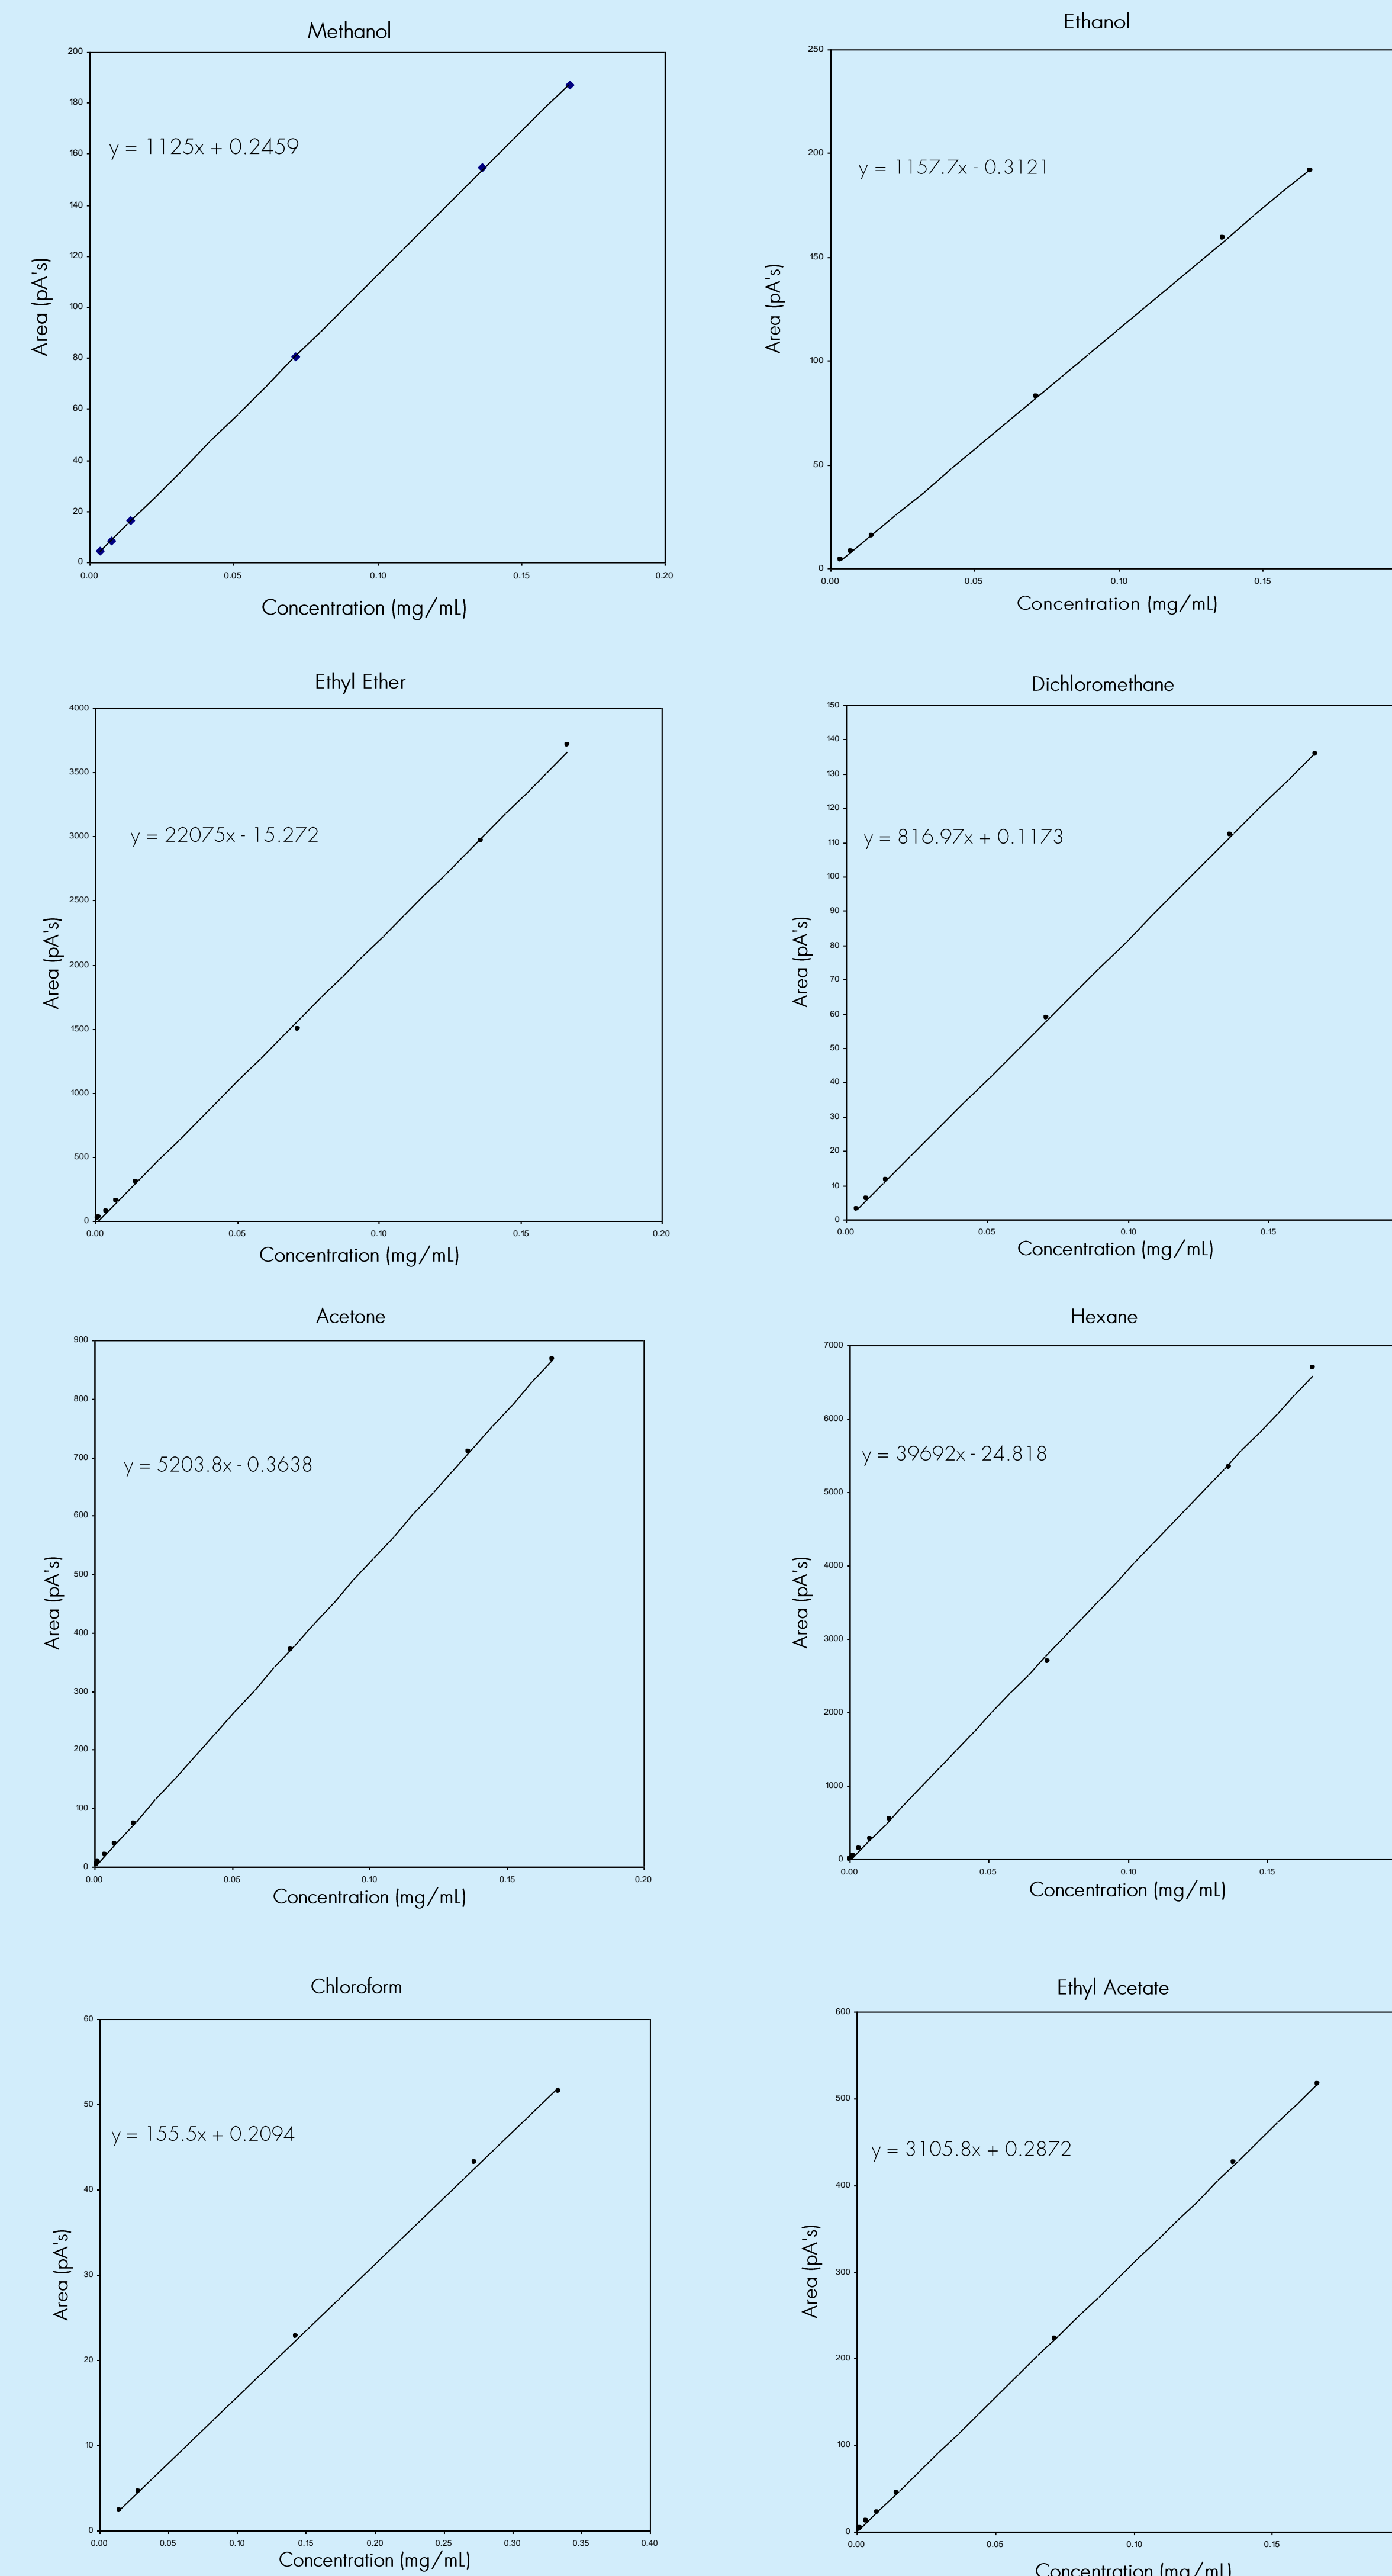 Methanol
200
180
160
140
120
100
80
60
40
20
0
y = 1125x + 0.2459
Area (pA's)
0.00 0.05 0.10 0.15 0.20
Concentration (mg/mL)
Ethanol
250
200
150
100
50
0
y = 1157.7x - 0.3121
Area (pA's)
0.00 0.05 0.10 0.15
Concentration (mg/mL)
Ethyl Ether
4000
3500
3000
2500
2000
1500
1000
500
0
y = 22075x - 15.272
Area (pA's)
0.00 0.05 0.10 0.15 0.20
Concentration (mg/mL)
Dichloromethane
150
140
130
120
110
100
90
80
70
60
50
40
30
20
10
0
y = 816.97x + 0.1173
Area (pA's)
0.00 0.05 0.10 0.15
Concentration (mg/mL)
Acetone
900
800
700
600
500
400
300
200
100
0
y = 5203.8x - 0.3638
Area (pA's)
0.00 0.05 0.10 0.15 0.20
Concentration (mg/mL)
Hexane
7000
6000
5000
4000
3000
2000
1000
0
y = 39692x - 24.818
Area (pA's)
0.00 0.05 0.10 0.15
Concentration (mg/mL)
Chloroform
60
50
40
30
20
10
0
y = 155.5x + 0.2094
Area (pA's)
0.00 0.05 0.10 0.15 0.20 0.25 0.30 0.35 0.40
Concentration (mg/mL)
Ethyl Acetate
600
500
400
300
200
100
0
y = 3105.8x + 0.2872
Area (pA's)
0.00 0.05 0.10 0.15
Concentration (mg/mL)